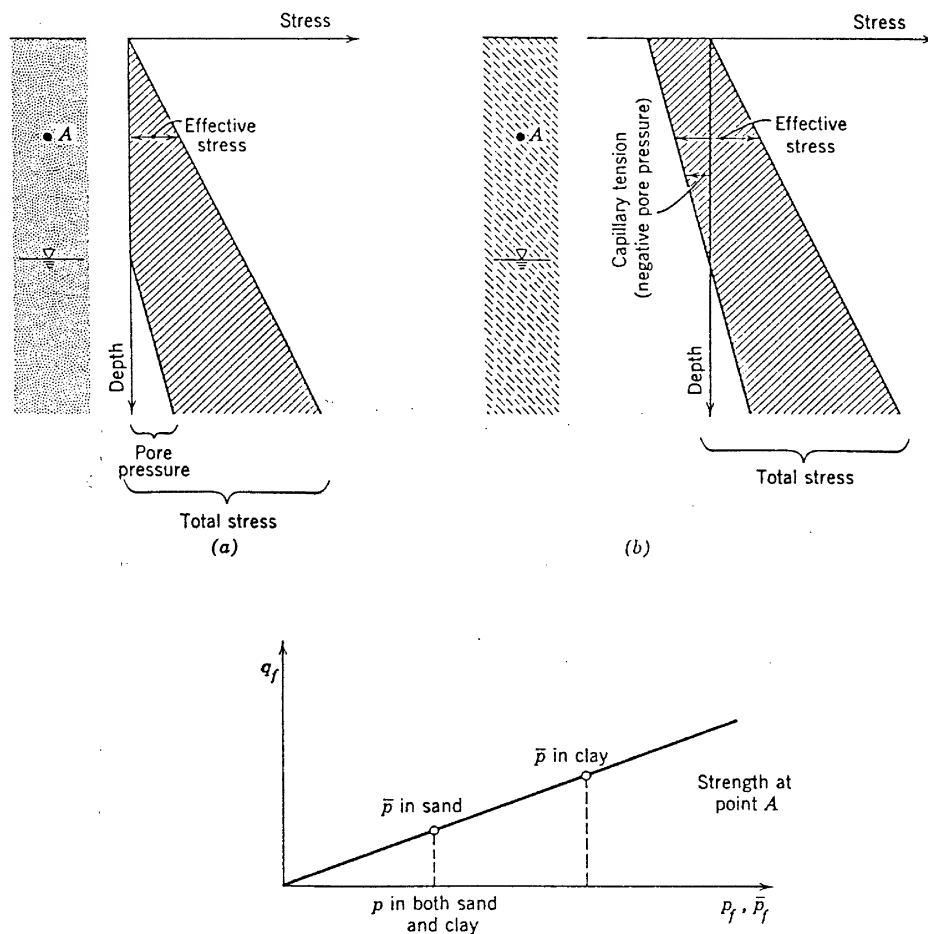 Stress
A
Effective
stress
Depth
Pore
pressure
Total stress
(a)
Stress
A
Capillary tension
(negative pore pressure)
Effective
stress
Depth
Total stress
(b)
q_f
p̄ in clay
p̄ in sand
Strength at
point A
p in both sand
and clay
p_f , p̄_f